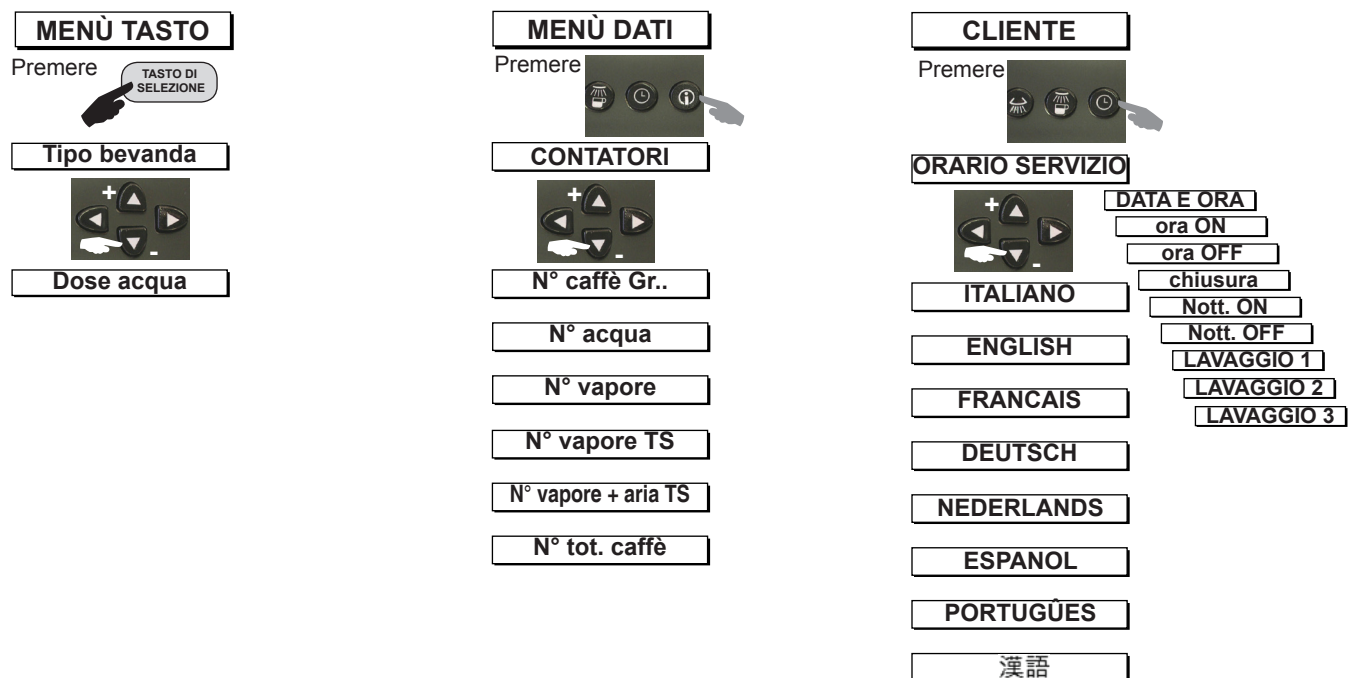 MENÙ TASTO
Premere
TASTO DI
SELEZIONE
Tipo bevanda
+
-
Dose acqua
MENÙ DATI
Premere
CONTATORI
+
-
N° caffè Gr..
N° acqua
N° vapore
N° vapore TS
N° vapore + aria TS
N° tot. caffè
CLIENTE
Premere
ORARIO SERVIZIO
+
-
DATA E ORA
ora ON
ora OFF
chiusura
Nott. ON
Nott. OFF
LAVAGGIO 1
LAVAGGIO 2
LAVAGGIO 3
ITALIANO
ENGLISH
FRANCAIS
DEUTSCH
NEDERLANDS
ESPANOL
PORTUGÛES
漢語